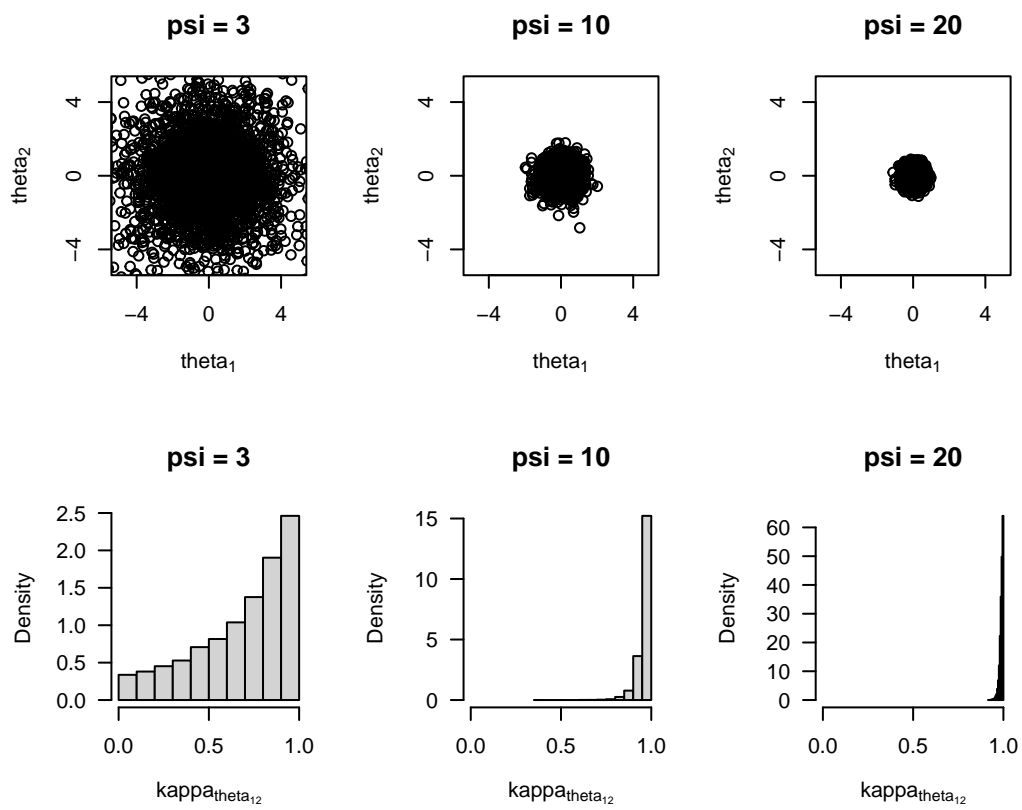 psi = 3
theta₂
4
0
−4
−4 0 4
theta₁
psi = 10
theta₂
4
0
−4
−4 0 4
theta₁
psi = 20
theta₂
4
0
−4
−4 0 4
theta₁
psi = 3
Density
2.5
2.0
1.5
1.0
0.5
0.0
0.0 0.5 1.0
kappa_theta₁₂
psi = 10
Density
15
10
5
0
0.0 0.5 1.0
kappa_theta₁₂
psi = 20
Density
60
50
40
30
20
10
0
0.0 0.5 1.0
kappa_theta₁₂